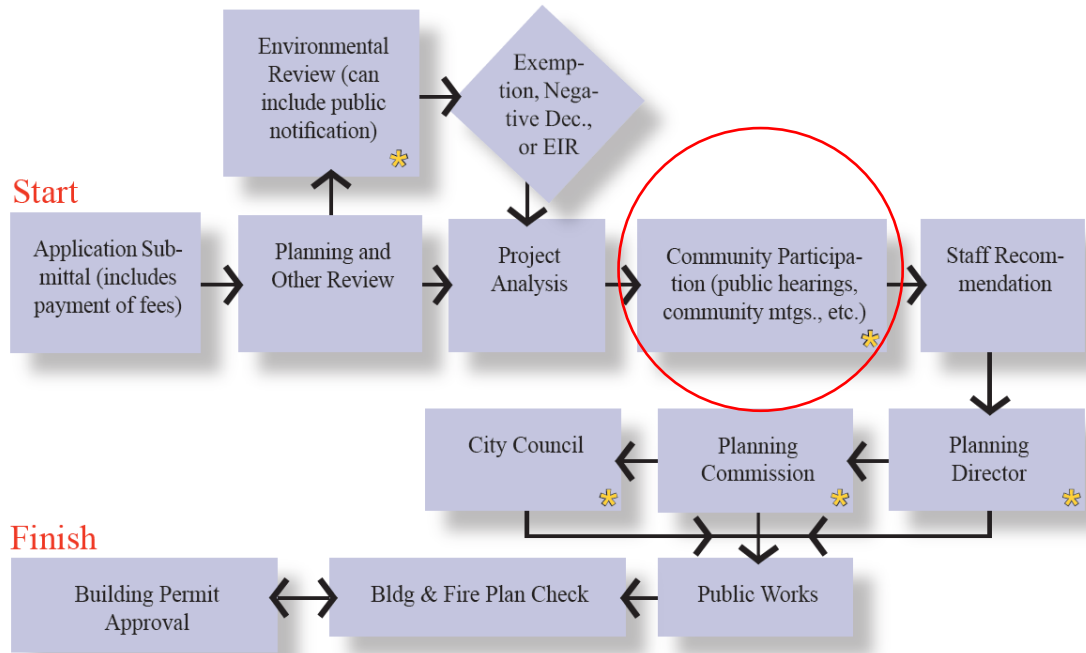 Environmental
Review (can
include public
notification)
*
Exemp-
tion, Nega-
tive Dec.,
or EIR
Start
Application Sub-
mittal (includes
payment of fees)
Planning and
Other Review
Project
Analysis
Community Participa-
tion (public hearings,
community mtgs., etc.)
*
Staff Recom-
mendation
City Council
*
Planning
Commission
*
Planning
Director
*
Finish
Building Permit
Approval
Bldg & Fire Plan Check
Public Works